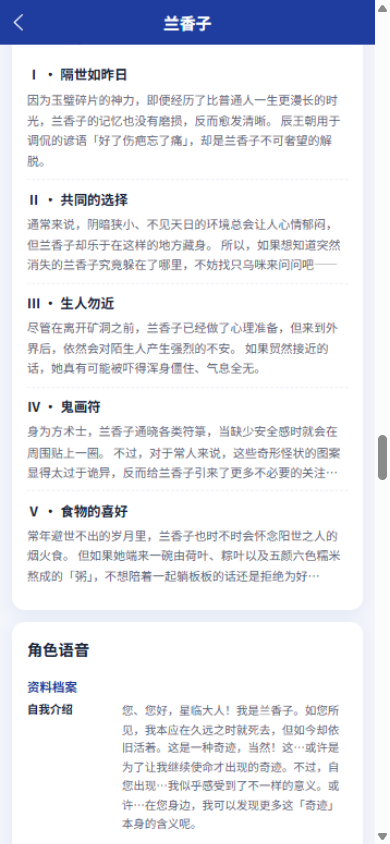 兰香子
Ⅰ · 隔世如昨日
因为玉璧碎片的神力，即便经历了比普通人一生更漫长的时
光，兰香子的记忆也没有磨损，反而愈发清晰。 辰王朝用于
调侃的谚语「好了伤疤忘了痛」，却是兰香子不可奢望的解
脱。
Ⅱ · 共同的选择
通常来说，阴暗狭小、不见天日的环境总会让人心情郁闷，
但兰香子却乐于在这样的地方藏身。 所以，如果想知道突然
消失的兰香子究竟躲在了哪里，不妨找只乌咪来问问吧——
Ⅲ · 生人勿近
尽管在离开矿洞之前，兰香子已经做了心理准备，但来到外
界后，依然会对陌生人产生强烈的不安。 如果贸然接近的
话，她真有可能被吓得浑身僵住、气息全无。
Ⅳ · 鬼画符
身为方术士，兰香子通晓各类符箓，当缺少安全感时就会在
周围贴上一圈。 不过，对于常人来说，这些奇形怪状的图案
显得太过于诡异，反而给兰香子引来了更多不必要的关注…
Ⅴ · 食物的喜好
常年避世不出的岁月里，兰香子也时不时会怀念阳世之人的
烟火食。 但如果她端来一碗由荷叶、粽叶以及五颜六色糯米
熬成的「粥」，不想陪着一起躺板板的话还是拒绝为好…
角色语音
资料档案
自我介绍
您、您好，星临大人！我是兰香子。如您所
见，我本应在久远之时就死去，但如今却依
旧活着。这是一种奇迹，当然！这…或许是
为了让我继续使命才出现的奇迹。不过，自
您出现…我似乎感受到了不一样的意义。或
许…在您身边，我可以发现更多这「奇迹」
本身的含义呢。